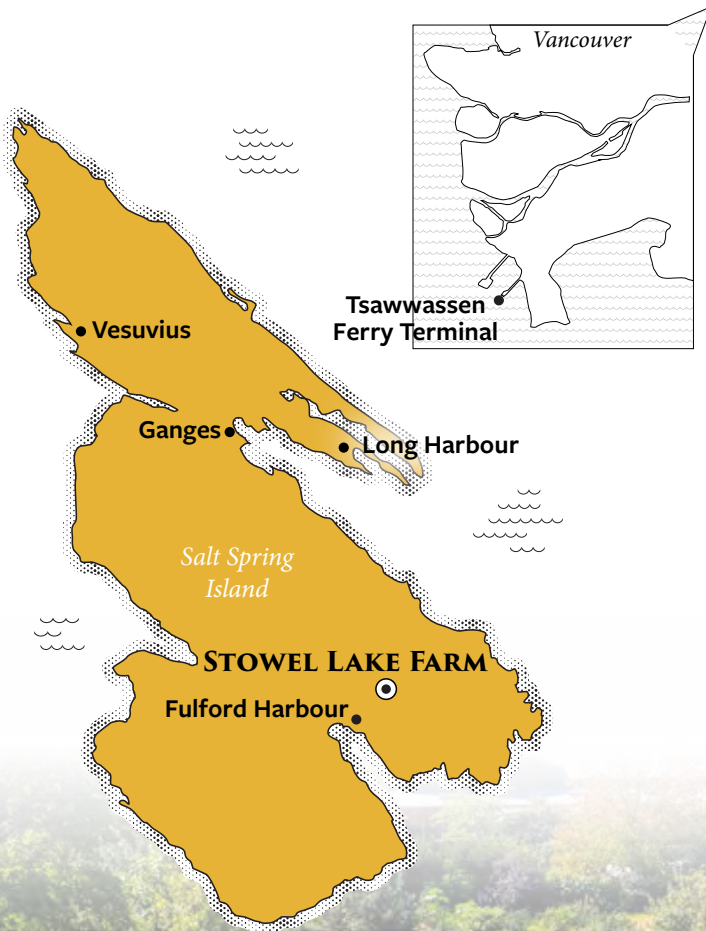 Vancouver
Tsawwassen
Ferry Terminal
Vesuvius
Ganges
Long Harbour
Salt Spring
Island
STOWEL LAKE FARM
Fulford Harbour